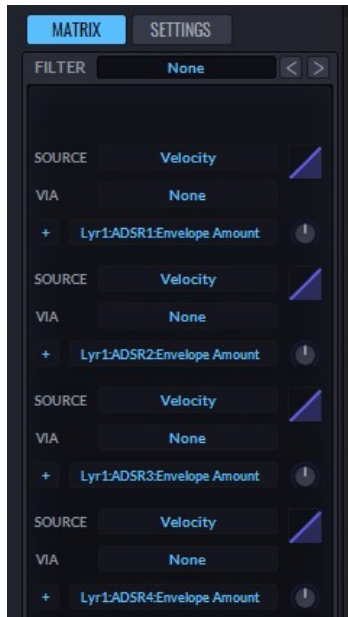 MATRIX SETTINGS
FILTER None < >
SOURCE Velocity
VIA None
+ Lyr1:ADSR1:Envelope Amount
SOURCE Velocity
VIA None
+ Lyr1:ADSR2:Envelope Amount
SOURCE Velocity
VIA None
+ Lyr1:ADSR3:Envelope Amount
SOURCE Velocity
VIA None
+ Lyr1:ADSR4:Envelope Amount